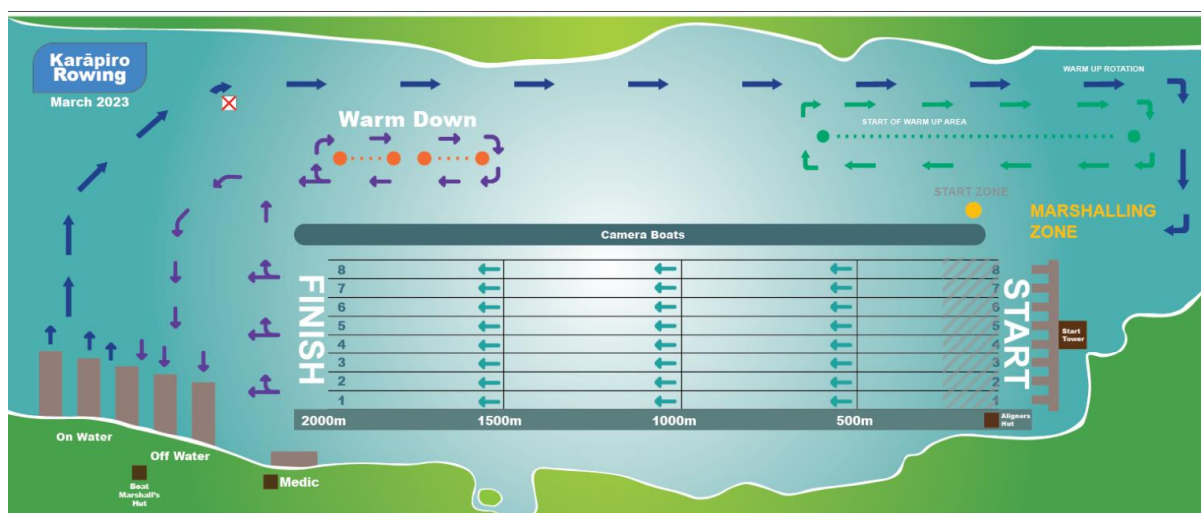 Karāpiro
Rowing
March 2023
WARM UP ROTATION
Warm Down
START OF WARM UP AREA
START ZONE
MARSHALLING
ZONE
Camera Boats
FINISH
8
7
6
5
4
3
2
1
8
7
6
5
4
3
2
1
START
Start
Tower
2000m
1500m
1000m
500m
Aligners
Hut
On Water
Off Water
Boat
Marshall's
Hut
Medic